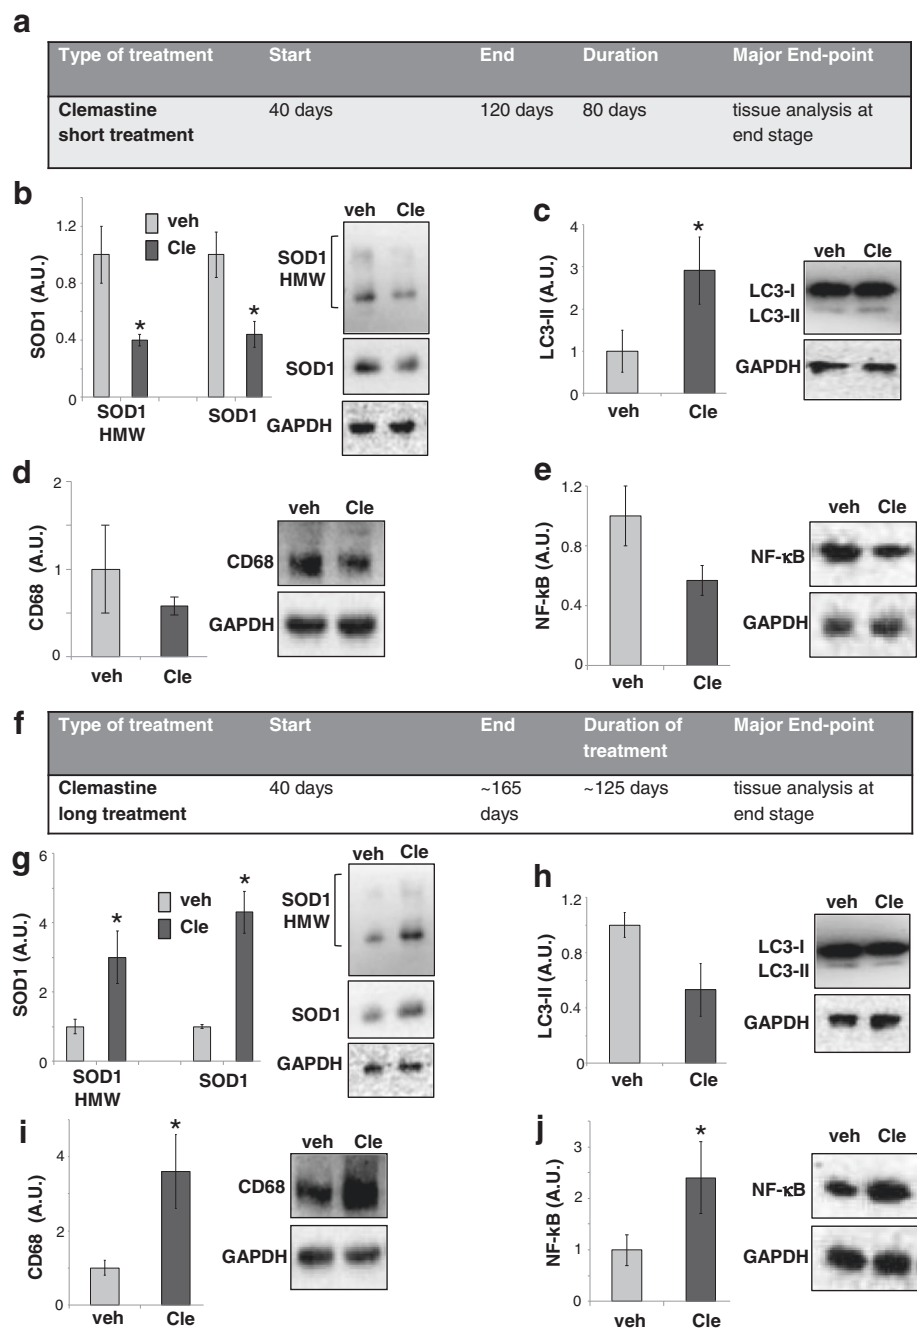 a
Type of treatment Start End Duration Major End-point
Clemastine 40 days 120 days 80 days tissue analysis at
short treatment end stage
b
SOD1 (A.U.)
1.2
0.8
0.4
0
veh
Cle
*
*
SOD1
HMW
SOD1
veh Cle
SOD1
HMW
SOD1
GAPDH
c
LC3-II (A.U.)
4
3
2
1
0
*
veh Cle
veh Cle
LC3-I
LC3-II
GAPDH
d
CD68 (A.U.)
2
1
0
veh Cle
veh Cle
CD68
GAPDH
e
NF-kB (A.U.)
1.2
0.8
0.4
0
veh Cle
veh Cle
NF-κB
GAPDH
f
Type of treatment Start End Duration of Major End-point
treatment
Clemastine 40 days ~165 ~125 days tissue analysis at
long treatment days end stage
g
SOD1 (A.U.)
6
4
2
0
veh
Cle
*
*
SOD1
HMW
SOD1
veh Cle
SOD1
HMW
SOD1
GAPDH
h
LC3-II (A.U.)
1.2
0.8
0.4
0
veh Cle
veh Cle
LC3-I
LC3-II
GAPDH
i
CD68 (A.U.)
4
2
0
*
veh Cle
veh Cle
CD68
GAPDH
j
NF-kB (A.U.)
3
2
1
0
*
veh Cle
veh Cle
NF-κB
GAPDH